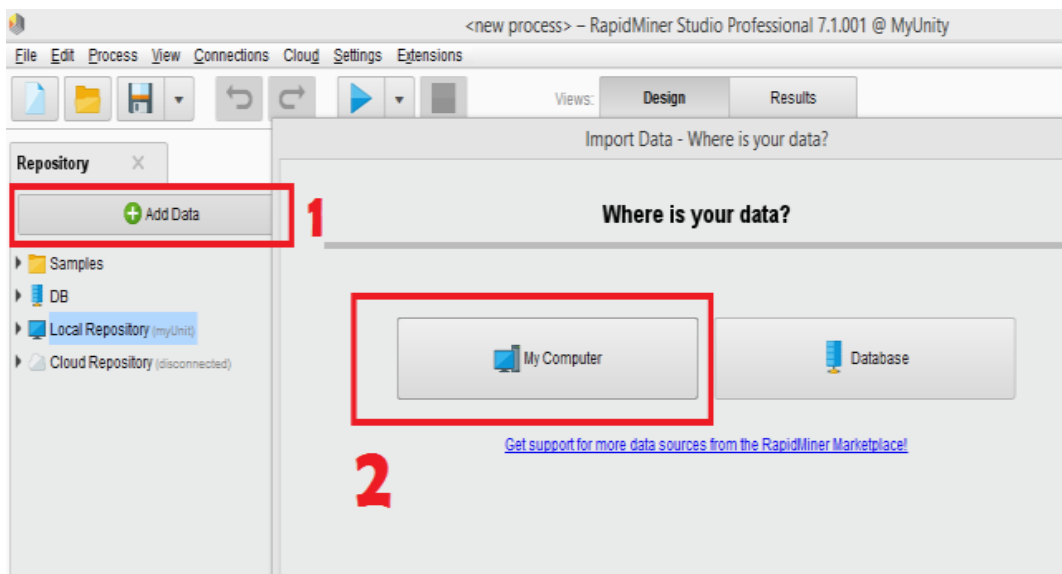 <new process> – RapidMiner Studio Professional 7.1.001 @ MyUnity
File Edit Process View Connections Cloud Settings Extensions
Views: Design Results
Import Data - Where is your data?
Repository
Add Data
1
Where is your data?
Samples
DB
Local Repository (myUnit)
Cloud Repository (disconnected)
My Computer
Database
Get support for more data sources from the RapidMiner Marketplace!
2